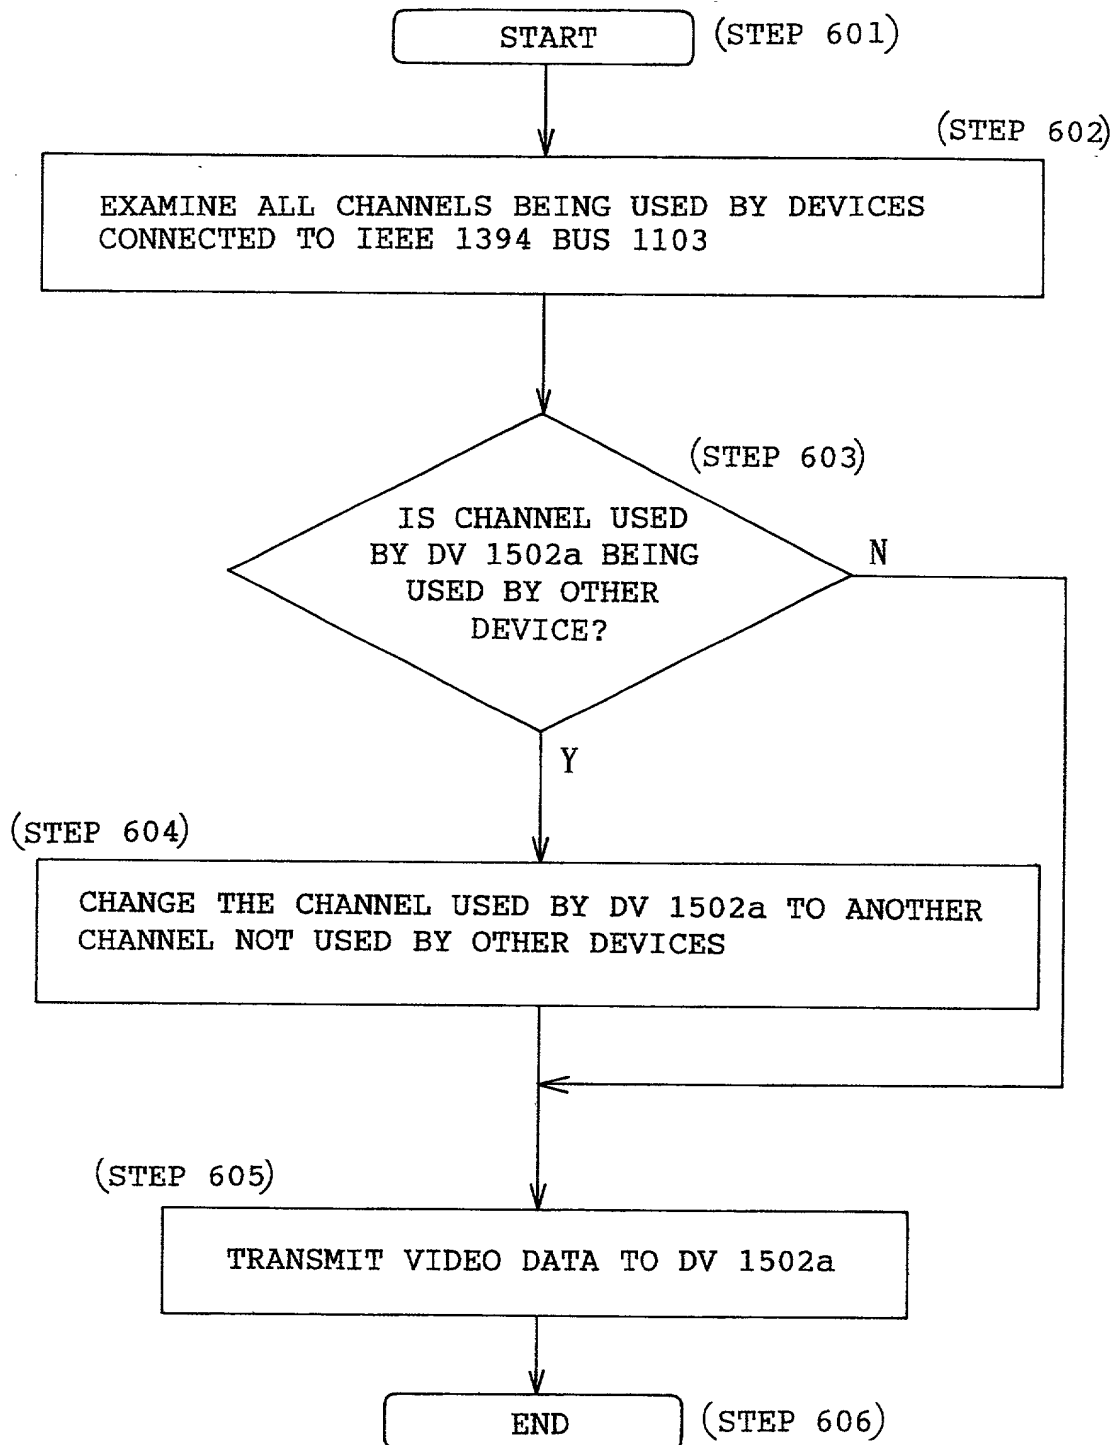 START (STEP 601)
(STEP 602)
EXAMINE ALL CHANNELS BEING USED BY DEVICES
CONNECTED TO IEEE 1394 BUS 1103
(STEP 603)
IS CHANNEL USED
BY DV 1502a BEING
USED BY OTHER
DEVICE?
N
Y
(STEP 604)
CHANGE THE CHANNEL USED BY DV 1502a TO ANOTHER
CHANNEL NOT USED BY OTHER DEVICES
(STEP 605)
TRANSMIT VIDEO DATA TO DV 1502a
END (STEP 606)